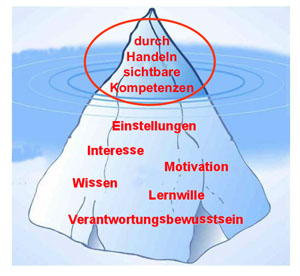 durch
Handeln
sichtbare
Kompetenzen
Einstellungen
Interesse
Motivation
Wissen
Lernwille
Verantwortungsbewusstsein